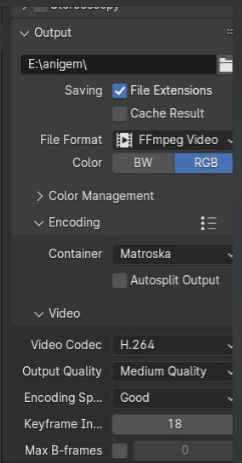 Output
E:\anigem\
Saving File Extensions
Cache Result
File Format FFmpeg Video
Color BW RGB
Color Management
Encoding
Container Matroska
Autosplit Output
Video
Video Codec H.264
Output Quality Medium Quality
Encoding Sp... Good
Keyframe In... 18
Max B-frames 0